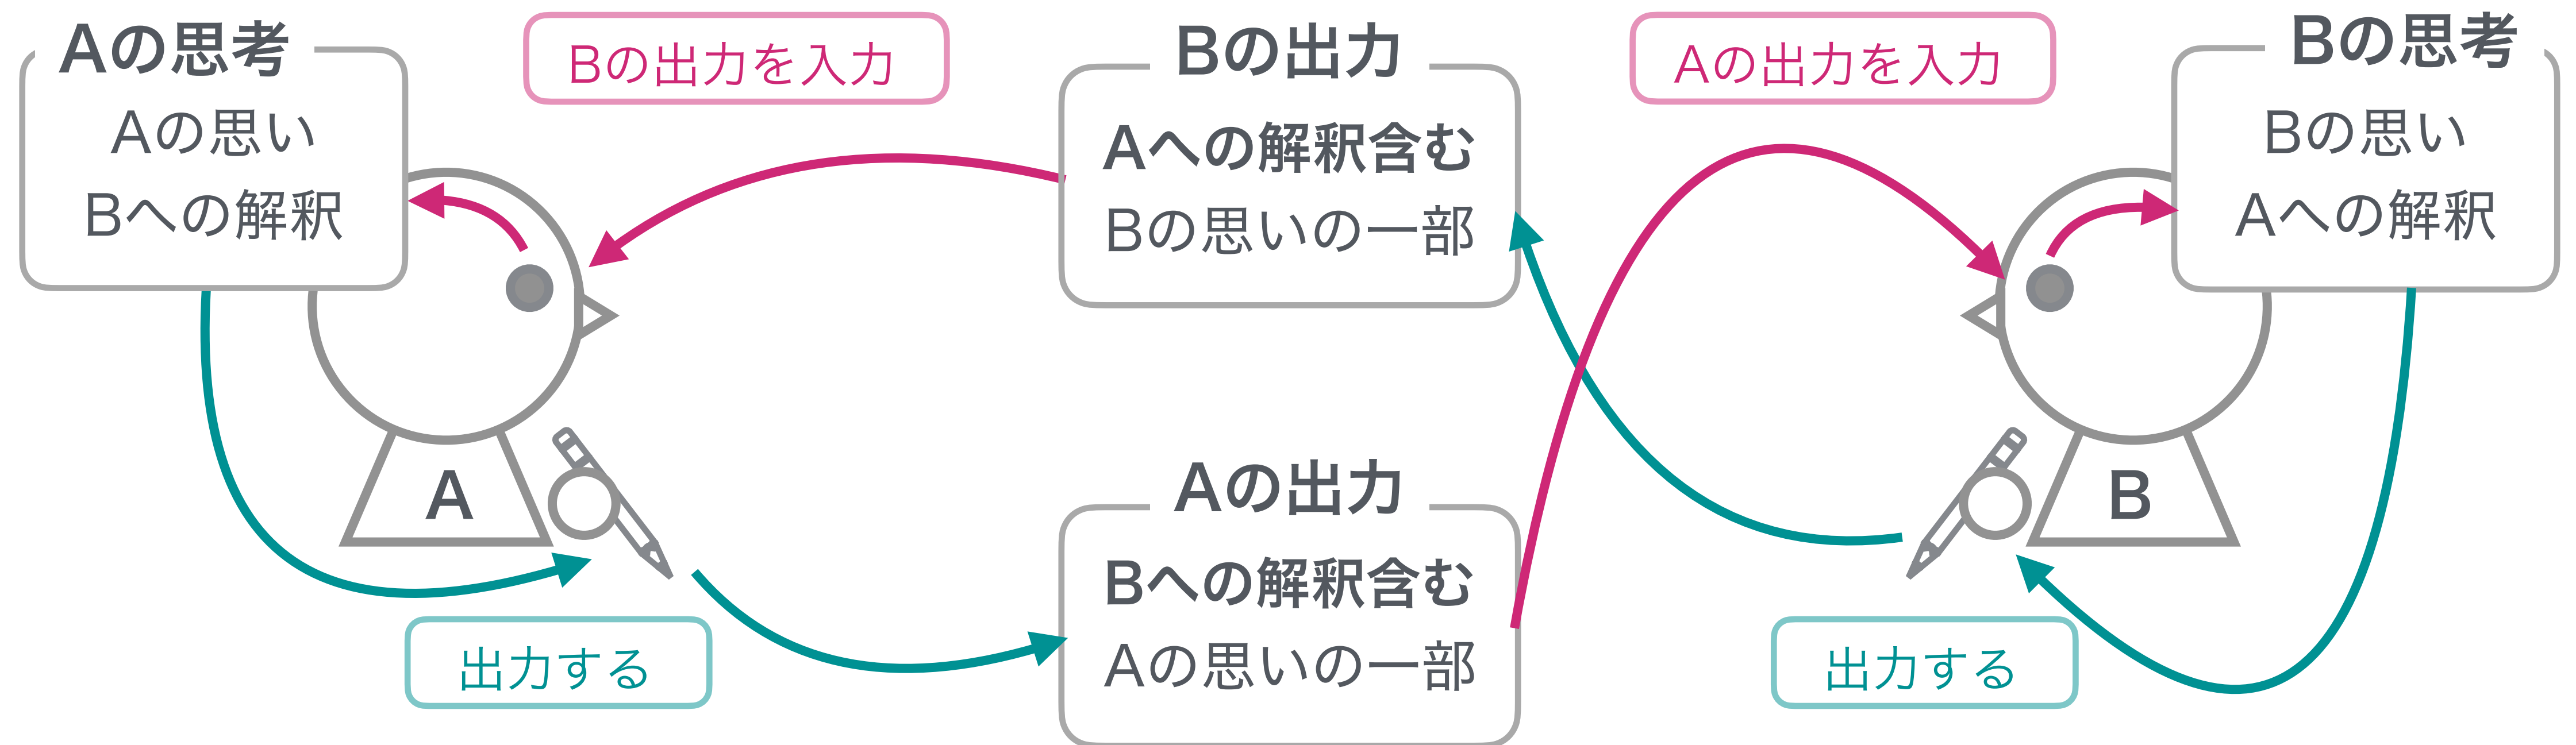 Aの思考
Aの思い
Bへの解釈
Bの出力を入力
Bの出力
Aへの解釈含む
Bの思いの一部
Aの出力を入力
Bの思考
Bの思い
Aへの解釈
A
出力する
Aの出力
Bへの解釈含む
Aの思いの一部
B
出力する